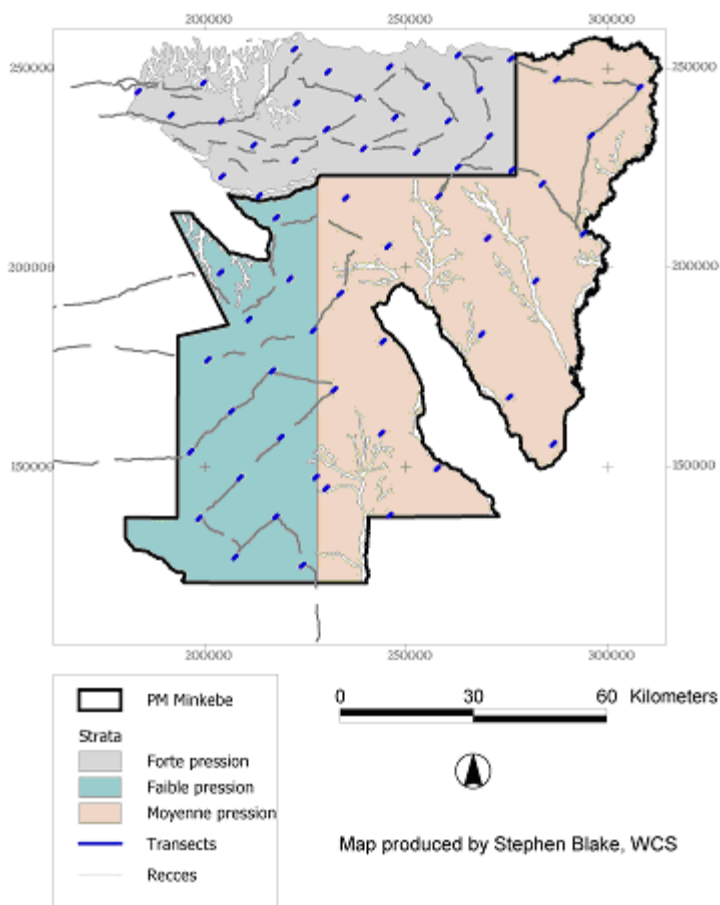 200000 250000 300000
250000 250000
200000 200000
150000 150000
200000 250000 300000
PM Minkebe
Strata
Forte pression
Faible pression
Moyenne pression
Transects
Recces
0 30 60 Kilometers
Map produced by Stephen Blake, WCS